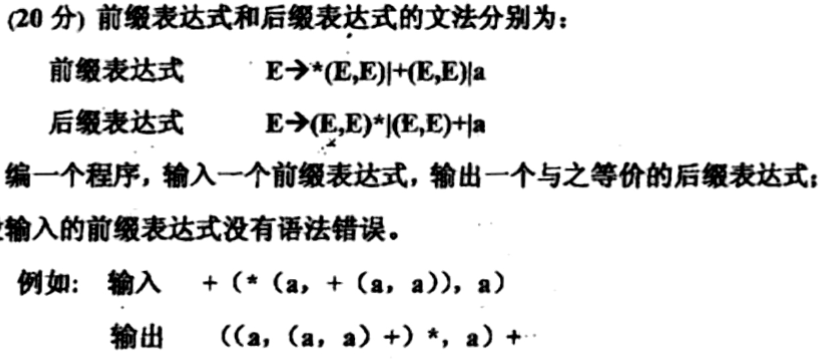 (20 分) 前缀表达式和后缀表达式的文法分别为：
前缀表达式 E→*(E,E)|+(E,E)|a
后缀表达式 E→(E,E)*|(E,E)+|a
编一个程序，输入一个前缀表达式，输出一个与之等价的后缀表达式；
输入的前缀表达式没有语法错误。
例如： 输入 +（*（a，+（a，a)），a）
输出 （(a，（a，a）+）*，a）+